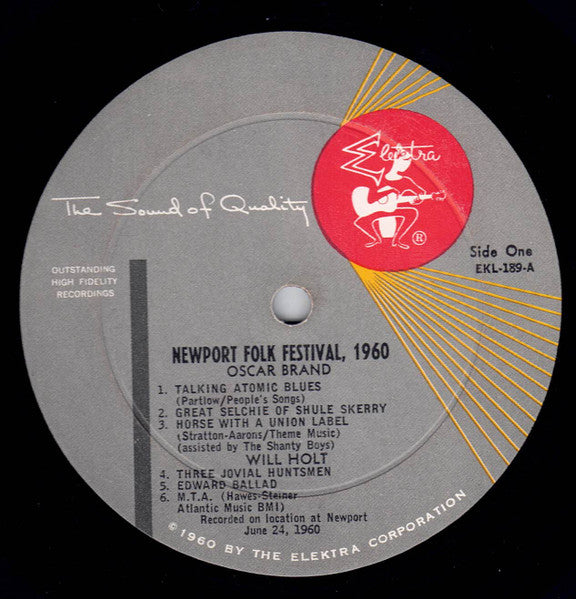 Elektra
®
The Sound of Quality
Side One
EKL-189-A
OUTSTANDING
HIGH FIDELITY
RECORDINGS
NEWPORT FOLK FESTIVAL, 1960
OSCAR BRAND
1. TALKING ATOMIC BLUES
(Partlow/People's Songs)
2. GREAT SELCHIE OF SHULE SKERRY
3. HORSE WITH A UNION LABEL
(Stratton-Aarons/Theme Music)
(assisted by The Shanty Boys)
WILL HOLT
4. THREE JOVIAL HUNTSMEN
5. EDWARD BALLAD
6. M.T.A. (Hawes-Steiner
Atlantic Music BMI)
Recorded on location at Newport
June 24, 1960
©1960 BY THE ELEKTRA CORPORATION